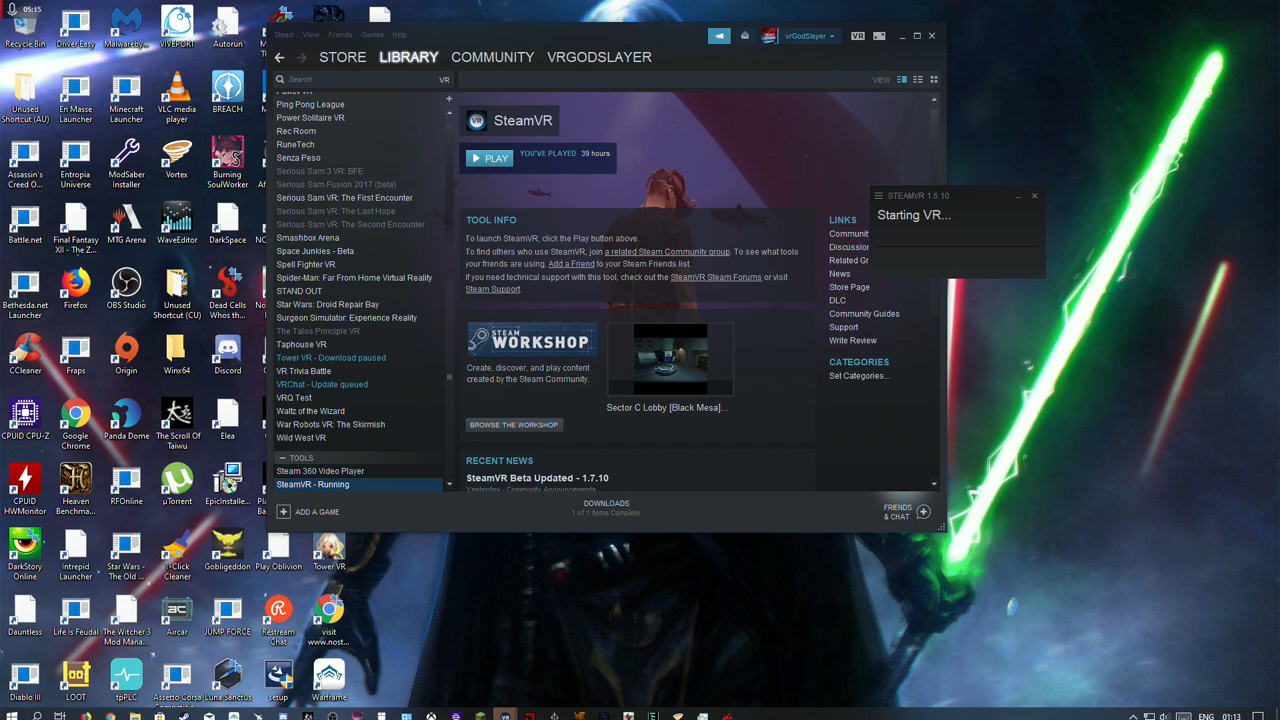 05:15
Recycle Bin
Driver Easy
Malwareby...
VIVEPORT
Autorun
Unused
Shortcut (AU)
En Masse
Launcher
Minecraft
Launcher
VLC media
player
BREACH
Assassin's
Creed O...
Entropia
Universe
ModSaber
Installer
Vortex
Burning
SoulWorker
Battle.net
Final Fantasy
XII - The Z...
MTG Arena
WaveEditor
DarkSpace
Bethesda.net
Launcher
Firefox
OBS Studio
Unused
Shortcut (CU)
Dead Cells
Whos th...
CCleaner
Fraps
Origin
Winx64
Discord
CPUID CPU-Z
Google
Chrome
Panda Dome
The Scroll Of
Taiwu
Elea
CPUID
HWMonitor
Heaven
Benchma...
RFOnline
µTorrent
EpicInstalle...
DarkStory
Online
Intrepid
Launcher
Star Wars -
The Old ...
1-Click
Cleaner
Gobligeddon
Play Oblivion
Tower VR
Dauntless
Life Is Feudal
The Witcher 3
Mod Mana...
Aircar
JUMP FORCE
Restream
Chat
visit
www.nost...
Diablo III
LOOT
tpPLC
Assetto Corsa
Luna Sanctus
setup
Warframe
Steam View Friends Games Help
vrGodSlayer
VR
STORE LIBRARY COMMUNITY VRGODSLAYER
Search
VR
VIEW
Ping Pong League
Power Solitaire VR
Rec Room
RuneTech
Senza Peso
Serious Sam 3 VR: BFE
Serious Sam Fusion 2017 (beta)
Serious Sam VR: The First Encounter
Serious Sam VR: The Last Hope
Serious Sam VR: The Second Encounter
Smashbox Arena
Space Junkies - Beta
Spell Fighter VR
Spider-Man: Far From Home Virtual Reality
STAND OUT
Star Wars: Droid Repair Bay
Surgeon Simulator: Experience Reality
The Talos Principle VR
Taphouse VR
Tower VR - Download paused
VR Trivia Battle
VRChat - Update queued
VRQ Test
Waltz of the Wizard
War Robots VR: The Skirmish
Wild West VR
TOOLS
Steam 360 Video Player
SteamVR - Running
SteamVR
PLAY
YOU'VE PLAYED 39 hours
TOOL INFO
To launch SteamVR, click the Play button above.
To find others who use SteamVR, join a related Steam Community group. To see what tools
your friends are using, Add a Friend to your Steam Friends list.
If you need technical support with this tool, check out the SteamVR Steam Forums or visit
Steam Support.
STEAM
WORKSHOP
Create, discover, and play content
created by the Steam Community.
Sector C Lobby [Black Mesa]...
BROWSE THE WORKSHOP
RECENT NEWS
SteamVR Beta Updated - 1.7.10
Yesterday - Community Announcements
LINKS
Communit
Discussion
Related Gr
News
Store Page
DLC
Community Guides
Support
Write Review
CATEGORIES
Set Categories...
STEAMVR 1.6.10
Starting VR...
ADD A GAME
DOWNLOADS
1 of 1 Items Complete
FRIENDS
& CHAT
ENG
01:13